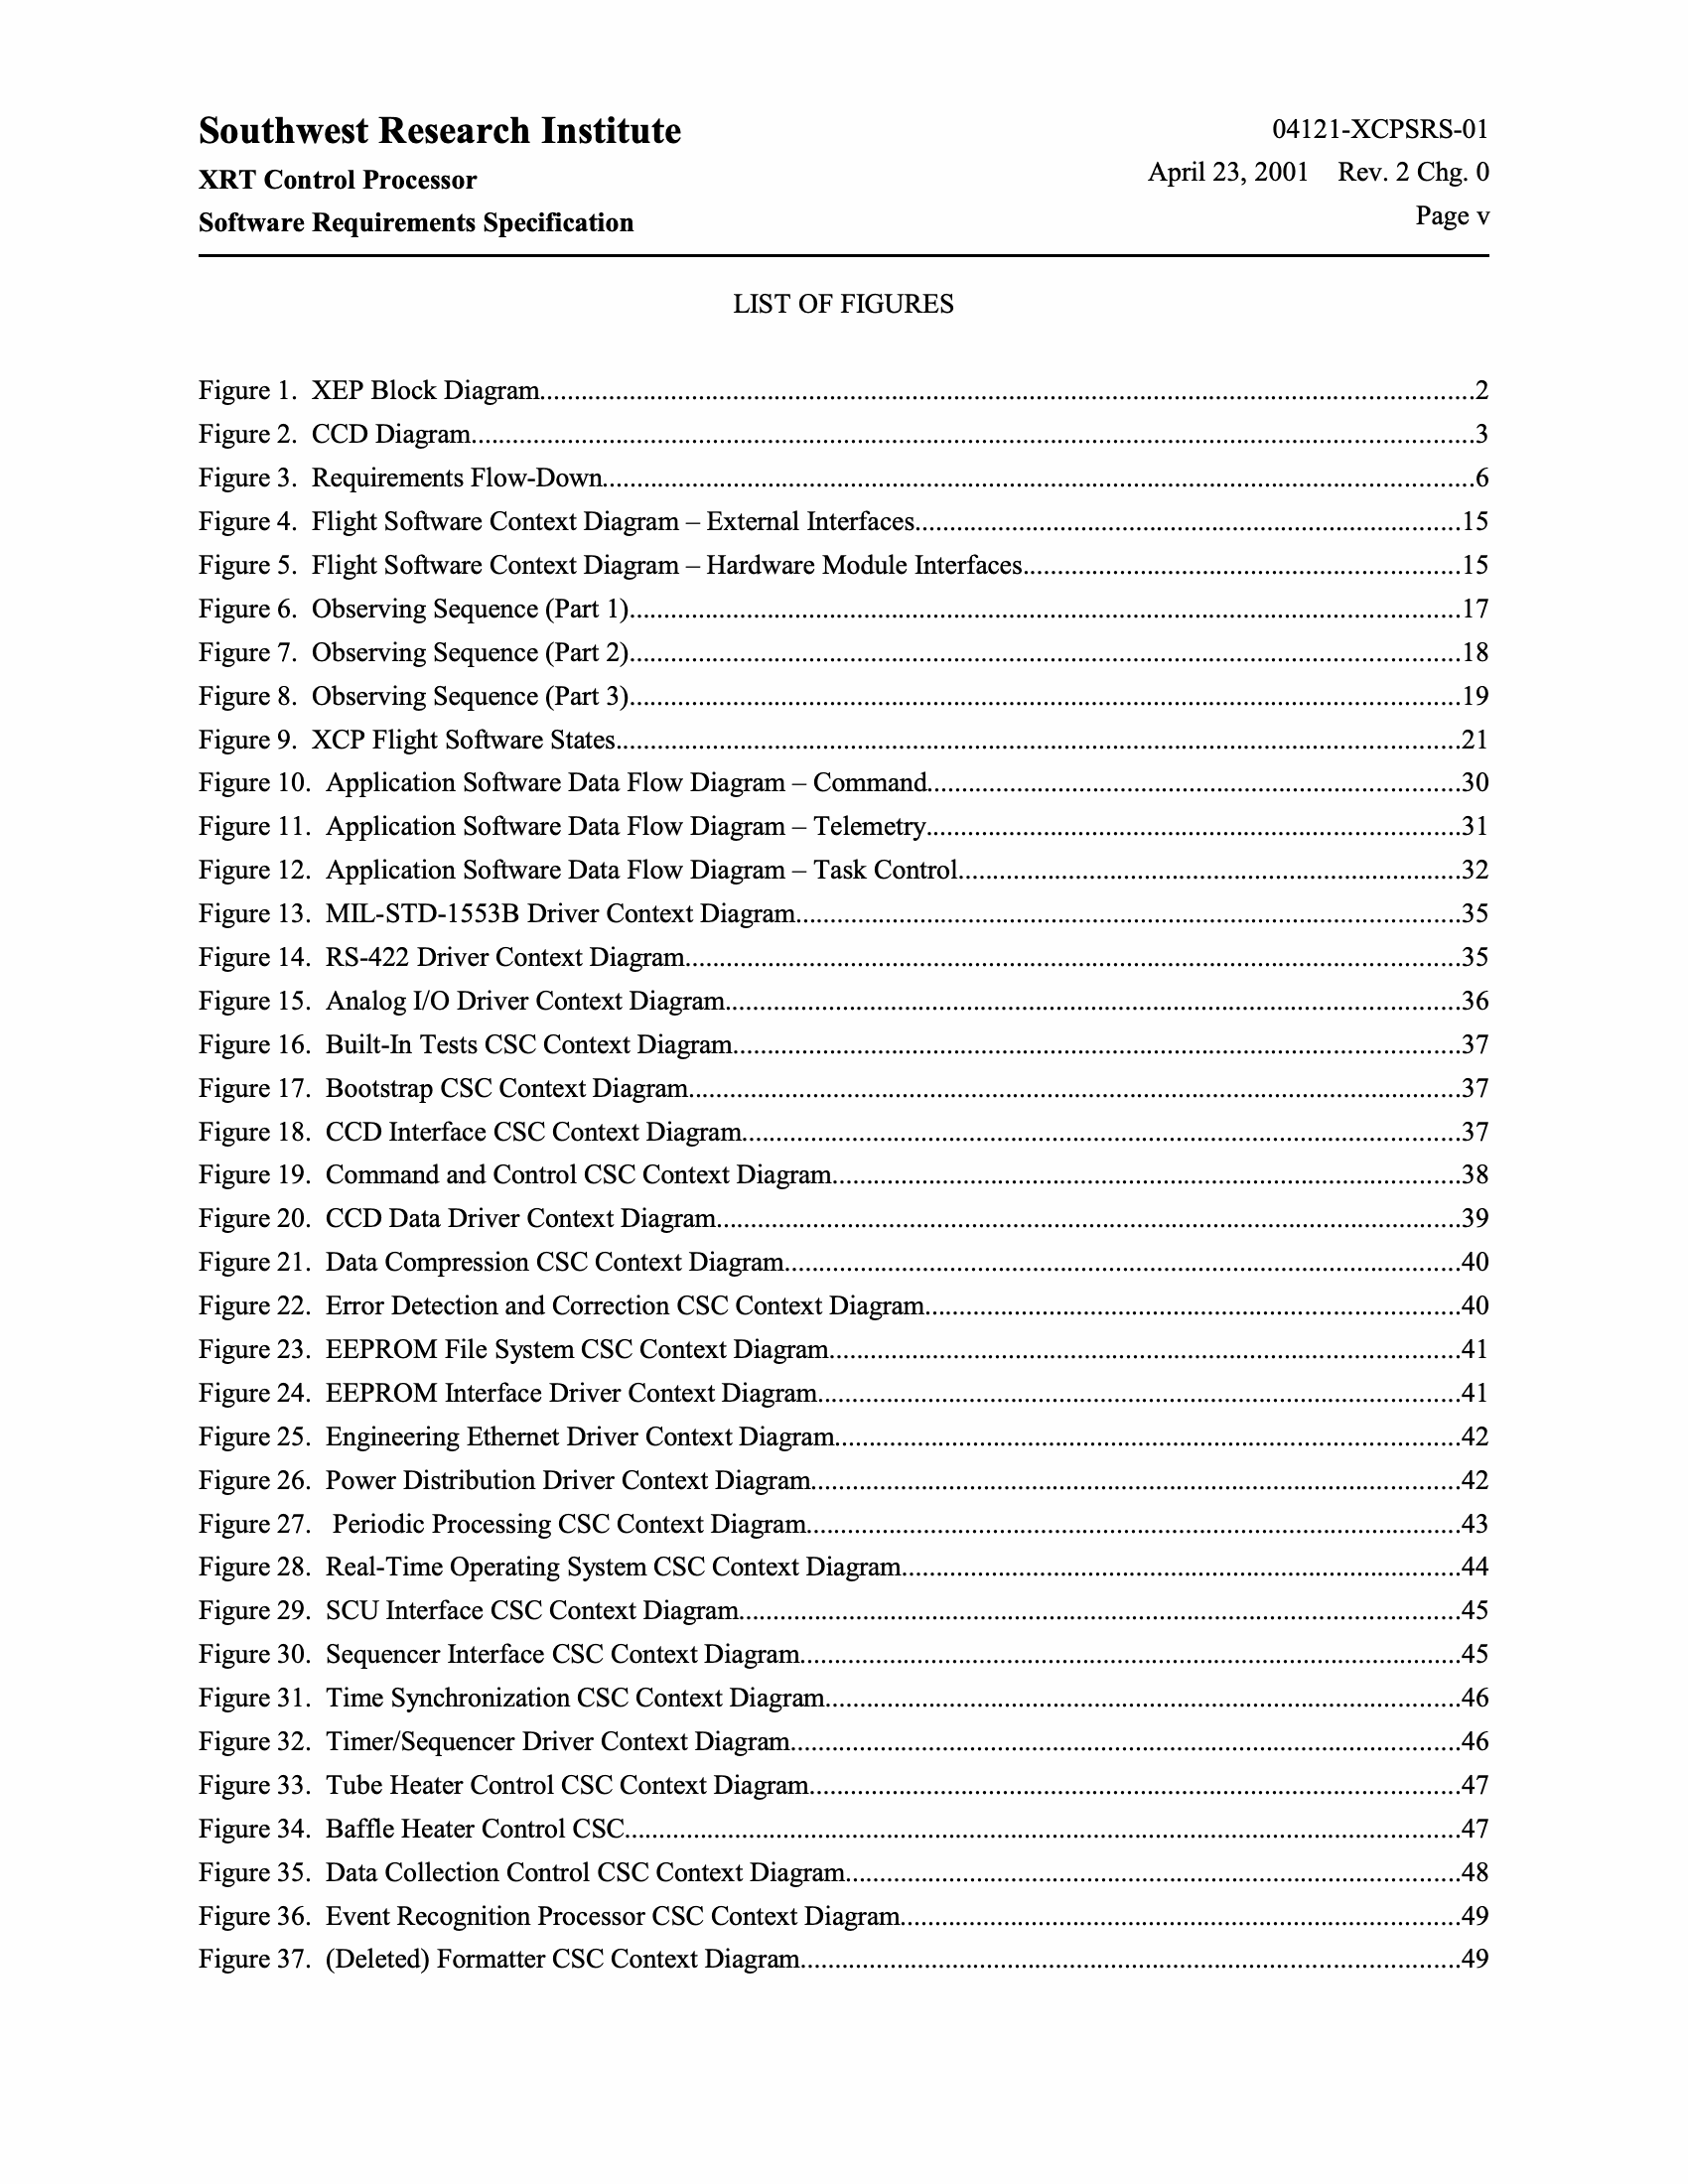 Southwest Research Institute
04121-XCPSRS-01
XRT Control Processor
April 23, 2001 Rev. 2 Chg. 0
Software Requirements Specification
Page v
LIST OF FIGURES
Figure 1. XEP Block Diagram....2
Figure 2. CCD Diagram....3
Figure 3. Requirements Flow-Down....6
Figure 4. Flight Software Context Diagram – External Interfaces....15
Figure 5. Flight Software Context Diagram – Hardware Module Interfaces....15
Figure 6. Observing Sequence (Part 1)....17
Figure 7. Observing Sequence (Part 2)....18
Figure 8. Observing Sequence (Part 3)....19
Figure 9. XCP Flight Software States....21
Figure 10. Application Software Data Flow Diagram – Command....30
Figure 11. Application Software Data Flow Diagram – Telemetry....31
Figure 12. Application Software Data Flow Diagram – Task Control....32
Figure 13. MIL-STD-1553B Driver Context Diagram....35
Figure 14. RS-422 Driver Context Diagram....35
Figure 15. Analog I/O Driver Context Diagram....36
Figure 16. Built-In Tests CSC Context Diagram....37
Figure 17. Bootstrap CSC Context Diagram....37
Figure 18. CCD Interface CSC Context Diagram....37
Figure 19. Command and Control CSC Context Diagram....38
Figure 20. CCD Data Driver Context Diagram....39
Figure 21. Data Compression CSC Context Diagram....40
Figure 22. Error Detection and Correction CSC Context Diagram....40
Figure 23. EEPROM File System CSC Context Diagram....41
Figure 24. EEPROM Interface Driver Context Diagram....41
Figure 25. Engineering Ethernet Driver Context Diagram....42
Figure 26. Power Distribution Driver Context Diagram....42
Figure 27. Periodic Processing CSC Context Diagram....43
Figure 28. Real-Time Operating System CSC Context Diagram....44
Figure 29. SCU Interface CSC Context Diagram....45
Figure 30. Sequencer Interface CSC Context Diagram....45
Figure 31. Time Synchronization CSC Context Diagram....46
Figure 32. Timer/Sequencer Driver Context Diagram....46
Figure 33. Tube Heater Control CSC Context Diagram....47
Figure 34. Baffle Heater Control CSC....47
Figure 35. Data Collection Control CSC Context Diagram....48
Figure 36. Event Recognition Processor CSC Context Diagram....49
Figure 37. (Deleted) Formatter CSC Context Diagram....49